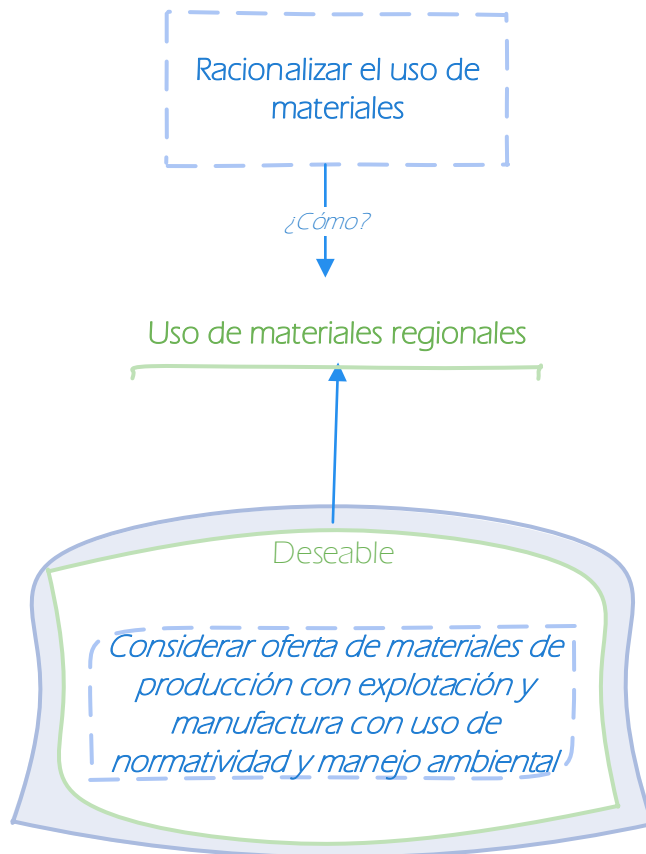 Racionalizar el uso de
materiales
¿Cómo?
Uso de materiales regionales
Deseable
Considerar oferta de materiales de
producción con explotación y
manufactura con uso de
normatividad y manejo ambiental